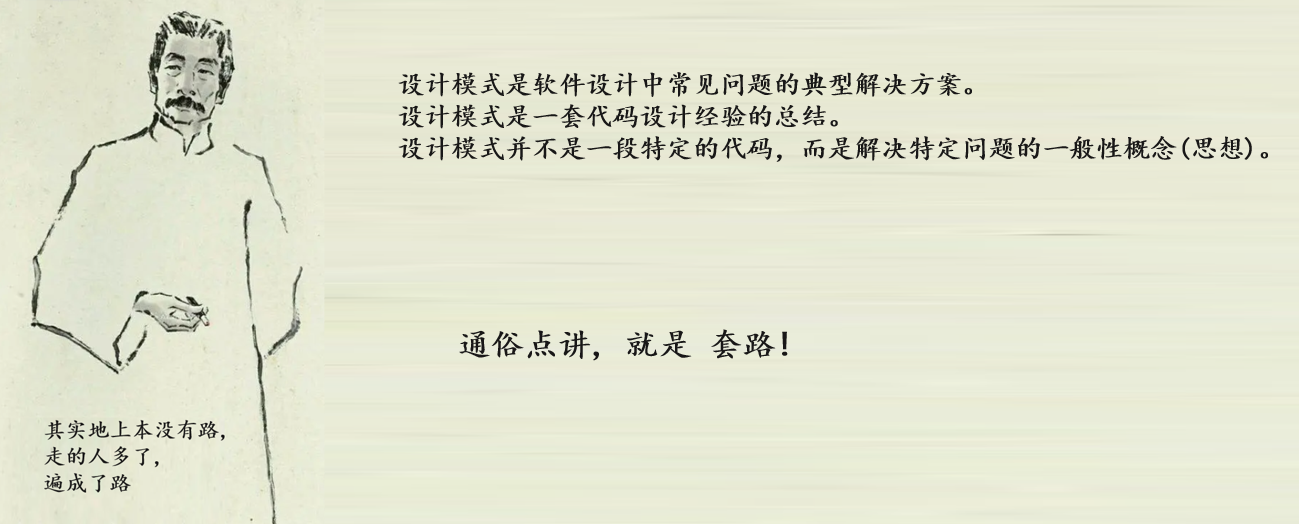 设计模式是软件设计中常见问题的典型解决方案。
设计模式是一套代码设计经验的总结。
设计模式并不是一段特定的代码，而是解决特定问题的一般性概念(思想)。
通俗点讲，就是 套路！
其实地上本没有路，
走的人多了，
遍成了路